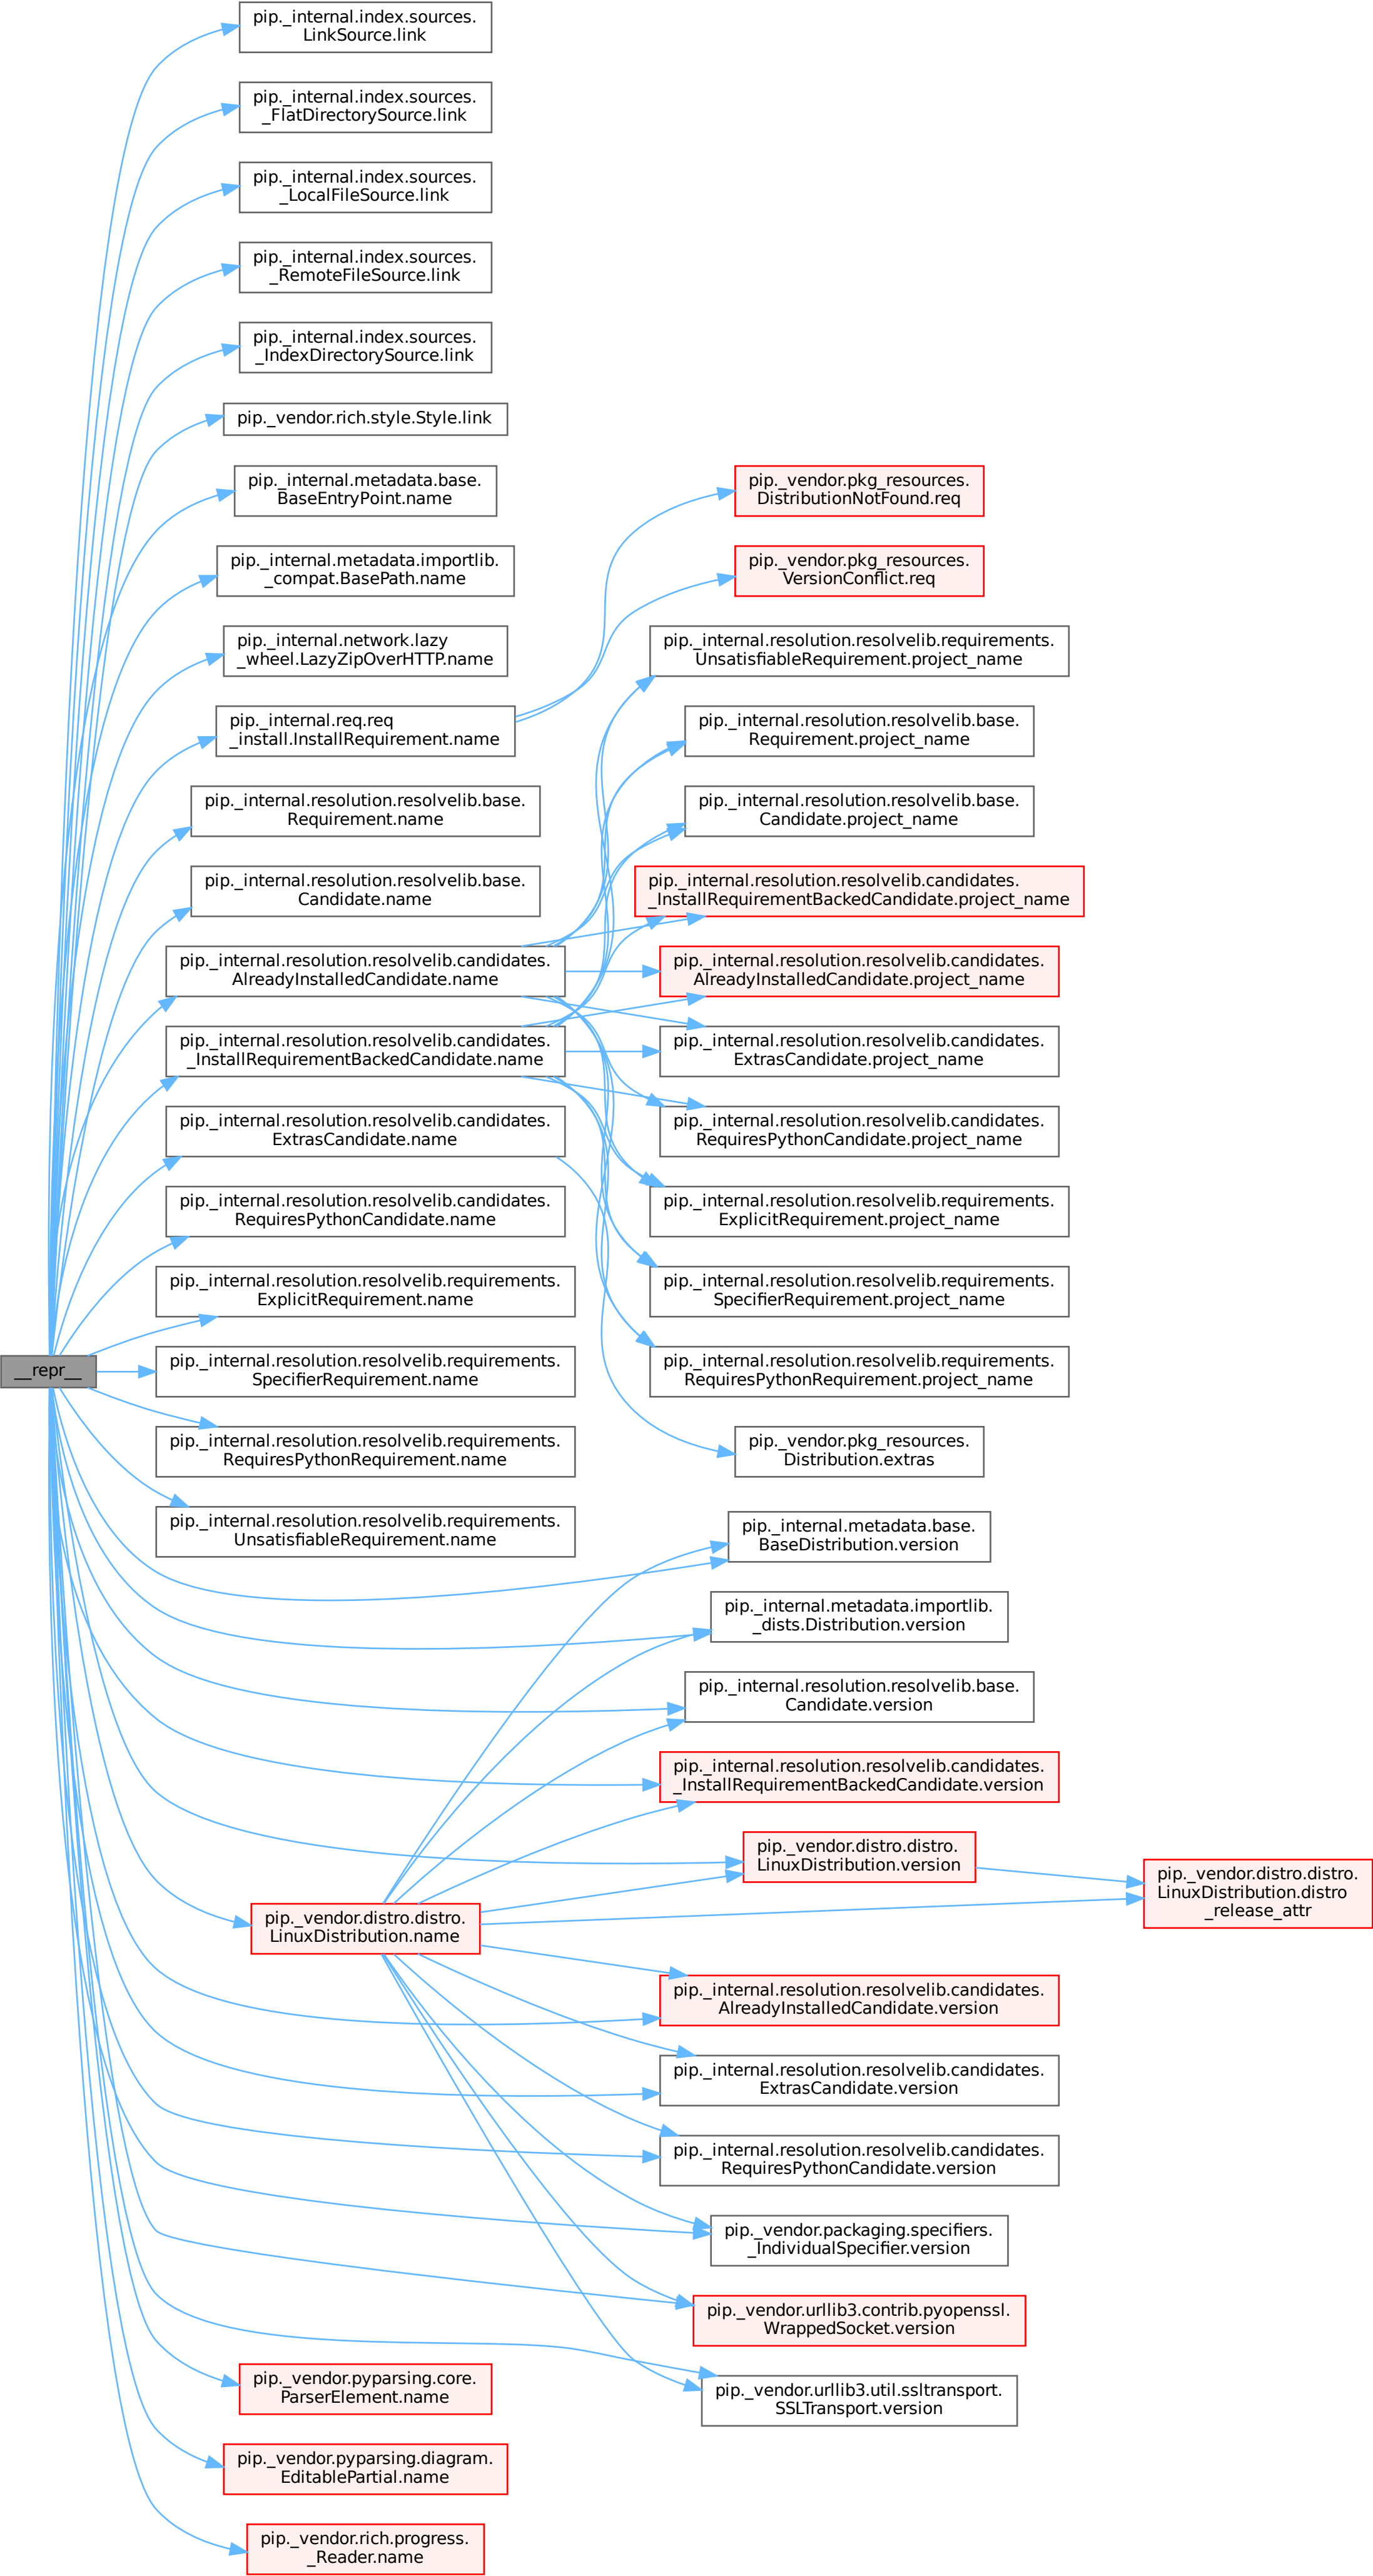 pip._internal.index.sources.
LinkSource.link
pip._internal.index.sources.
_FlatDirectorySource.link
pip._internal.index.sources.
_LocalFileSource.link
pip._internal.index.sources.
_RemoteFileSource.link
pip._internal.index.sources.
_IndexDirectorySource.link
pip._vendor.rich.style.Style.link
pip._internal.metadata.base.
BaseEntryPoint.name
pip._internal.metadata.importlib.
_compat.BasePath.name
pip._internal.network.lazy
_wheel.LazyZipOverHTTP.name
pip._internal.req.req
_install.InstallRequirement.name
pip._internal.resolution.resolvelib.base.
Requirement.name
pip._internal.resolution.resolvelib.base.
Candidate.name
pip._internal.resolution.resolvelib.candidates.
AlreadyInstalledCandidate.name
pip._internal.resolution.resolvelib.candidates.
_InstallRequirementBackedCandidate.name
pip._internal.resolution.resolvelib.candidates.
ExtrasCandidate.name
pip._internal.resolution.resolvelib.candidates.
RequiresPythonCandidate.name
pip._internal.resolution.resolvelib.requirements.
ExplicitRequirement.name
__repr__
pip._internal.resolution.resolvelib.requirements.
SpecifierRequirement.name
pip._internal.resolution.resolvelib.requirements.
RequiresPythonRequirement.name
pip._internal.resolution.resolvelib.requirements.
UnsatisfiableRequirement.name
pip._vendor.distro.distro.
LinuxDistribution.name
pip._vendor.pyparsing.core.
ParserElement.name
pip._vendor.pyparsing.diagram.
EditablePartial.name
pip._vendor.rich.progress.
_Reader.name
pip._vendor.pkg_resources.
DistributionNotFound.req
pip._vendor.pkg_resources.
VersionConflict.req
pip._internal.resolution.resolvelib.requirements.
UnsatisfiableRequirement.project_name
pip._internal.resolution.resolvelib.base.
Requirement.project_name
pip._internal.resolution.resolvelib.base.
Candidate.project_name
pip._internal.resolution.resolvelib.candidates.
_InstallRequirementBackedCandidate.project_name
pip._internal.resolution.resolvelib.candidates.
AlreadyInstalledCandidate.project_name
pip._internal.resolution.resolvelib.candidates.
ExtrasCandidate.project_name
pip._internal.resolution.resolvelib.candidates.
RequiresPythonCandidate.project_name
pip._internal.resolution.resolvelib.requirements.
ExplicitRequirement.project_name
pip._internal.resolution.resolvelib.requirements.
SpecifierRequirement.project_name
pip._internal.resolution.resolvelib.requirements.
RequiresPythonRequirement.project_name
pip._vendor.pkg_resources.
Distribution.extras
pip._internal.metadata.base.
BaseDistribution.version
pip._internal.metadata.importlib.
_dists.Distribution.version
pip._internal.resolution.resolvelib.base.
Candidate.version
pip._internal.resolution.resolvelib.candidates.
_InstallRequirementBackedCandidate.version
pip._vendor.distro.distro.
LinuxDistribution.version
pip._vendor.distro.distro.
LinuxDistribution.distro
_release_attr
pip._internal.resolution.resolvelib.candidates.
AlreadyInstalledCandidate.version
pip._internal.resolution.resolvelib.candidates.
ExtrasCandidate.version
pip._internal.resolution.resolvelib.candidates.
RequiresPythonCandidate.version
pip._vendor.packaging.specifiers.
_IndividualSpecifier.version
pip._vendor.urllib3.contrib.pyopenssl.
WrappedSocket.version
pip._vendor.urllib3.util.ssltransport.
SSLTransport.version